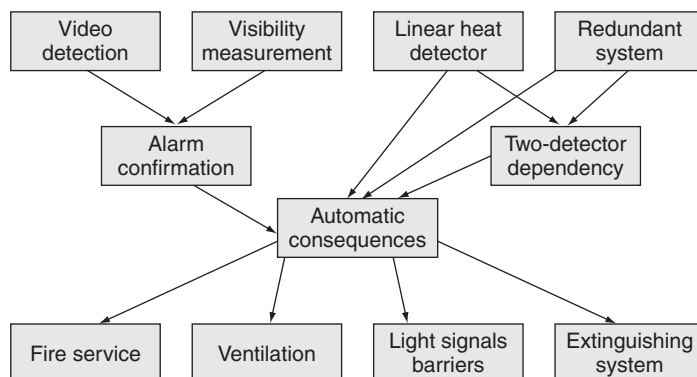 Video
detection
Visibility
measurement
Linear heat
detector
Redundant
system
Alarm
confirmation
Two-detector
dependency
Automatic
consequences
Fire service
Ventilation
Light signals
barriers
Extinguishing
system